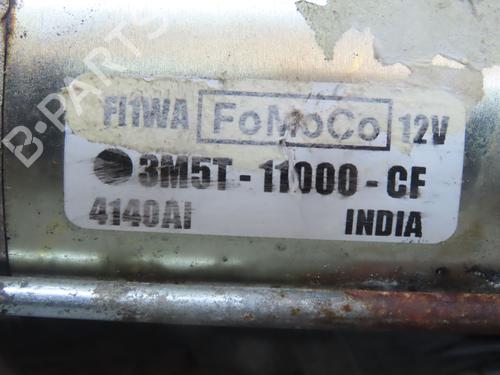 FI1WA FoMoCo 12V
3M5T-11000-CF
4140AI INDIA
B-PARTS